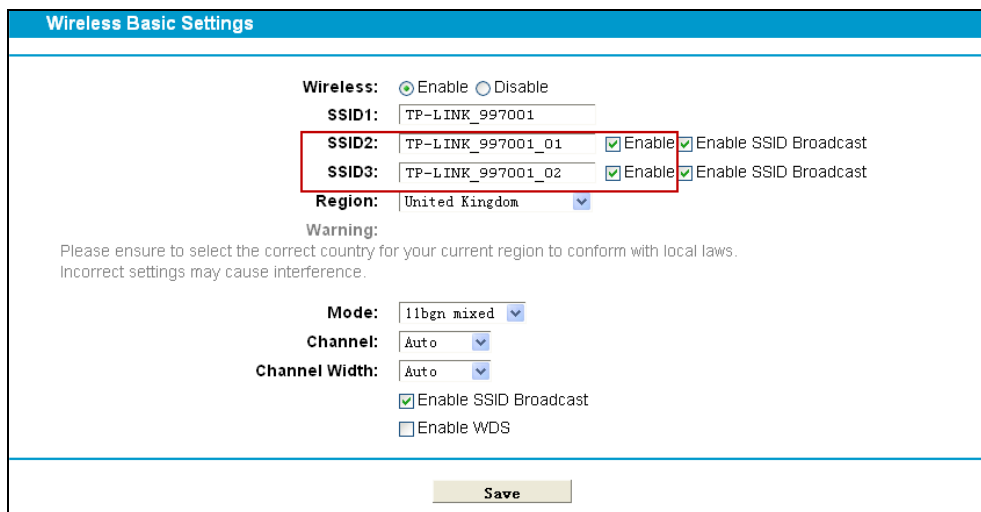 Wireless Basic Settings
Wireless: Enable Disable
SSID1: TP-LINK_997001
SSID2: TP-LINK_997001_01 Enable Enable SSID Broadcast
SSID3: TP-LINK_997001_02 Enable Enable SSID Broadcast
Region: United Kingdom
Warning:
Please ensure to select the correct country for your current region to conform with local laws.
Incorrect settings may cause interference.
Mode: 11bgn mixed
Channel: Auto
Channel Width: Auto
Enable SSID Broadcast
Enable WDS
Save